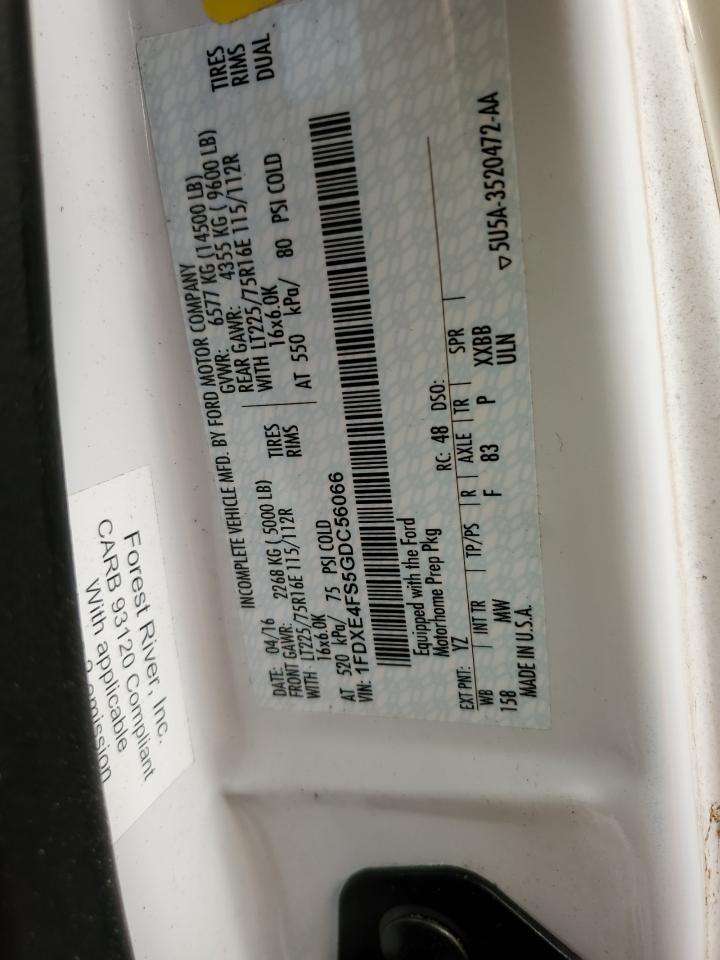 INCOMPLETE VEHICLE MFD. BY FORD MOTOR COMPANY
DATE: 04/16 GVWR: 6577 KG (14500 LB)
FRONT GAWR: 2268 KG ( 5000 LB) REAR GAWR: 4355 KG ( 9600 LB)
WITH LT225/75R16E 115/112R TIRES WITH LT225/75R16E 115/112R TIRES
16x6.0K RIMS 16x6.0K RIMS
AT 520 kPa/ 75 PSI COLD AT 550 kPa/ 80 PSI COLD DUAL
VIN: 1FDXE4FS5GDC56066
Equipped with the Ford
Motorhome Prep Pkg
EXT PNT: YZ RC: 48 DSO:
WB INT TR TP/PS R AXLE TR SPR
158 MW F 83 P XXBB
MADE IN U.S.A. ULN
▽5U5A-3520472-AA
Forest River, Inc.
CARB 93120 Compliant
With applicable
emission